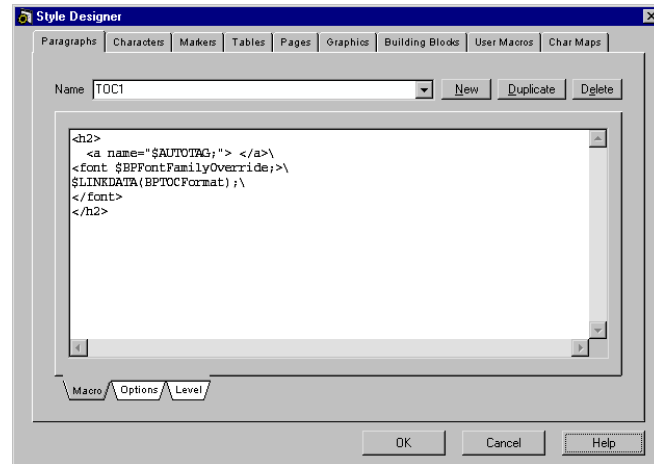 Style Designer
Paragraphs Characters Markers Tables Pages Graphics Building Blocks User Macros Char Maps
Name TOC1 New Duplicate Delete
<h2>
  <a name="$AUTOTAG;"> </a>\
<font $BPFontFamilyOverride;>\
$LINKDATA(BPTOCFormat);\
</font>
</h2>
Macro Options Level
OK Cancel Help